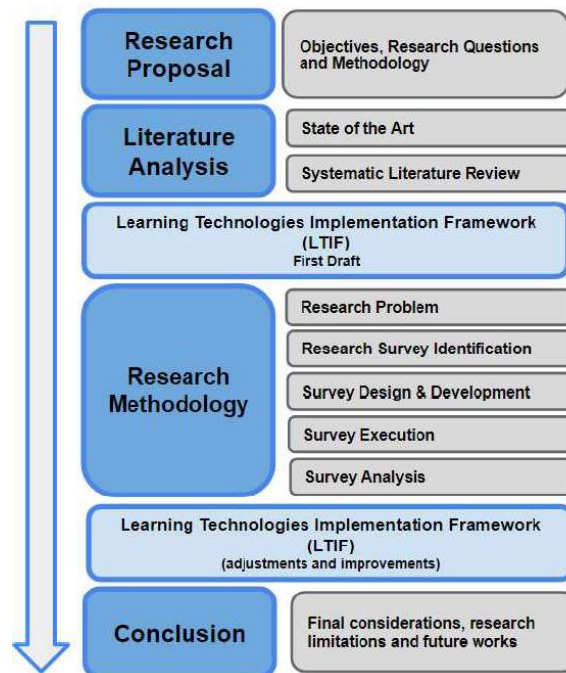 Research
Proposal
Objectives, Research Questions
and Methodology
Literature
Analysis
State of the Art
Systematic Literature Review
Learning Technologies Implementation Framework
(LTIF)
First Draft
Research
Methodology
Research Problem
Research Survey Identification
Survey Design & Development
Survey Execution
Survey Analysis
Learning Technologies Implementation Framework
(LTIF)
(adjustments and improvements)
Conclusion
Final considerations, research
limitations and future works